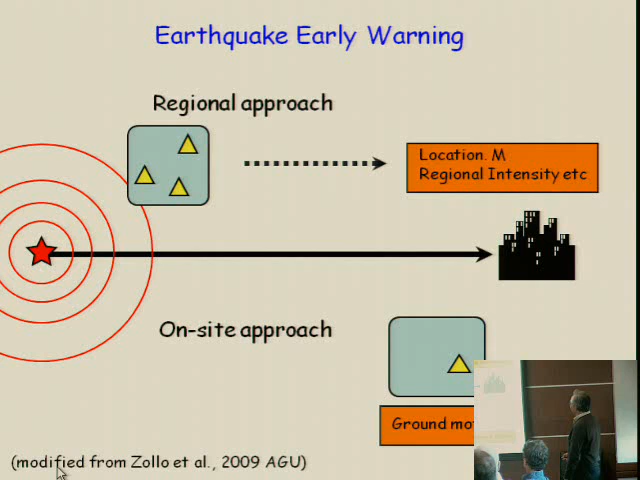 Earthquake Early Warning
Regional approach
Location. M
Regional Intensity etc
On-site approach
Ground
(modified from Zollo et al., 2009 AGU)